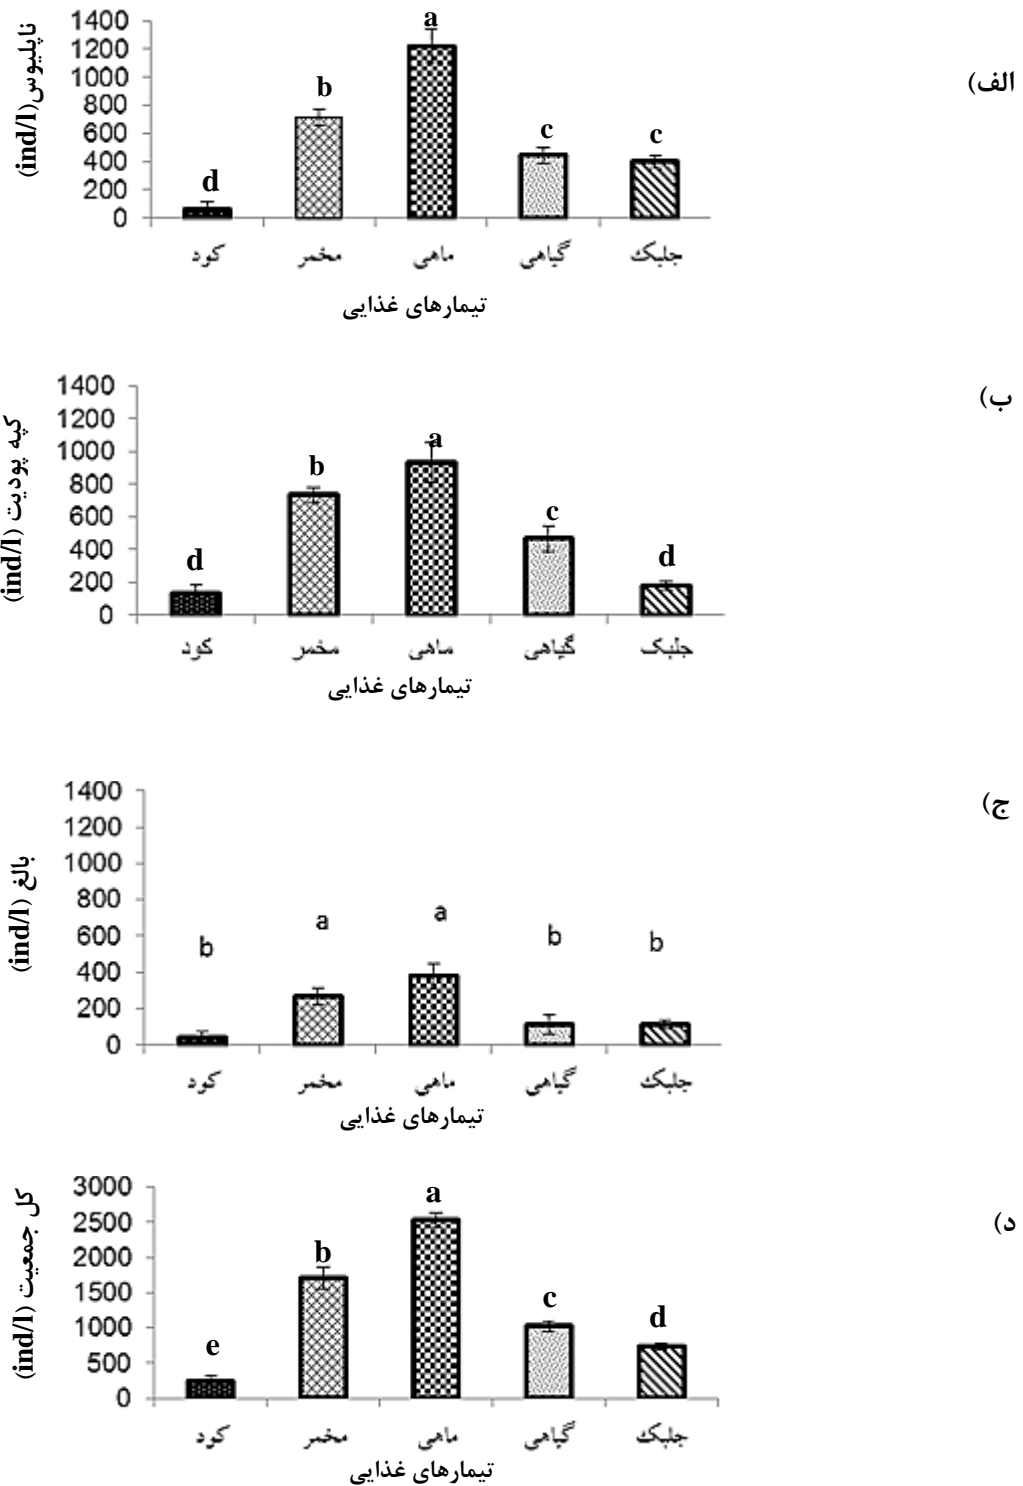 الف)
ناپلیوس(ind/l)
1400
1200
1000
800
600
400
200
0
d
b
a
c
c
کود
مخمر
ماهی
گیاهی
جلبک
تیمارهای غذایی
ب)
کپه پودیت (ind/l)
1400
1200
1000
800
600
400
200
0
d
b
a
c
d
کود
مخمر
ماهی
گیاهی
جلبک
تیمارهای غذایی
ج)
بالغ (ind/l)
1400
1200
1000
800
600
400
200
0
b
a
a
b
b
کود
مخمر
ماهی
گیاهی
جلبک
تیمارهای غذایی
د)
کل جمعیت (ind/l)
3000
2500
2000
1500
1000
500
0
e
b
a
c
d
کود
مخمر
ماهی
گیاهی
جلبک
تیمارهای غذایی